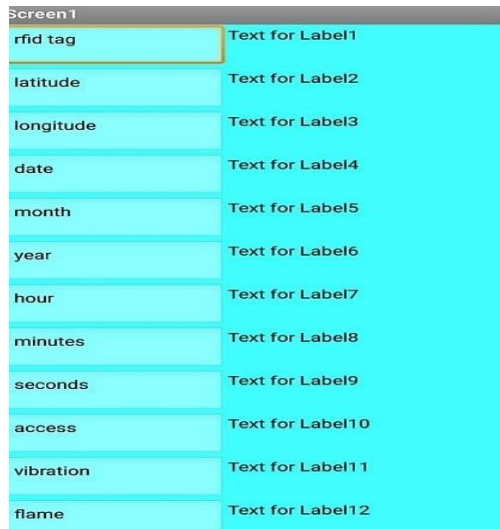 Screen1
rfid tag Text for Label1
latitude Text for Label2
longitude Text for Label3
date Text for Label4
month Text for Label5
year Text for Label6
hour Text for Label7
minutes Text for Label8
seconds Text for Label9
access Text for Label10
vibration Text for Label11
flame Text for Label12